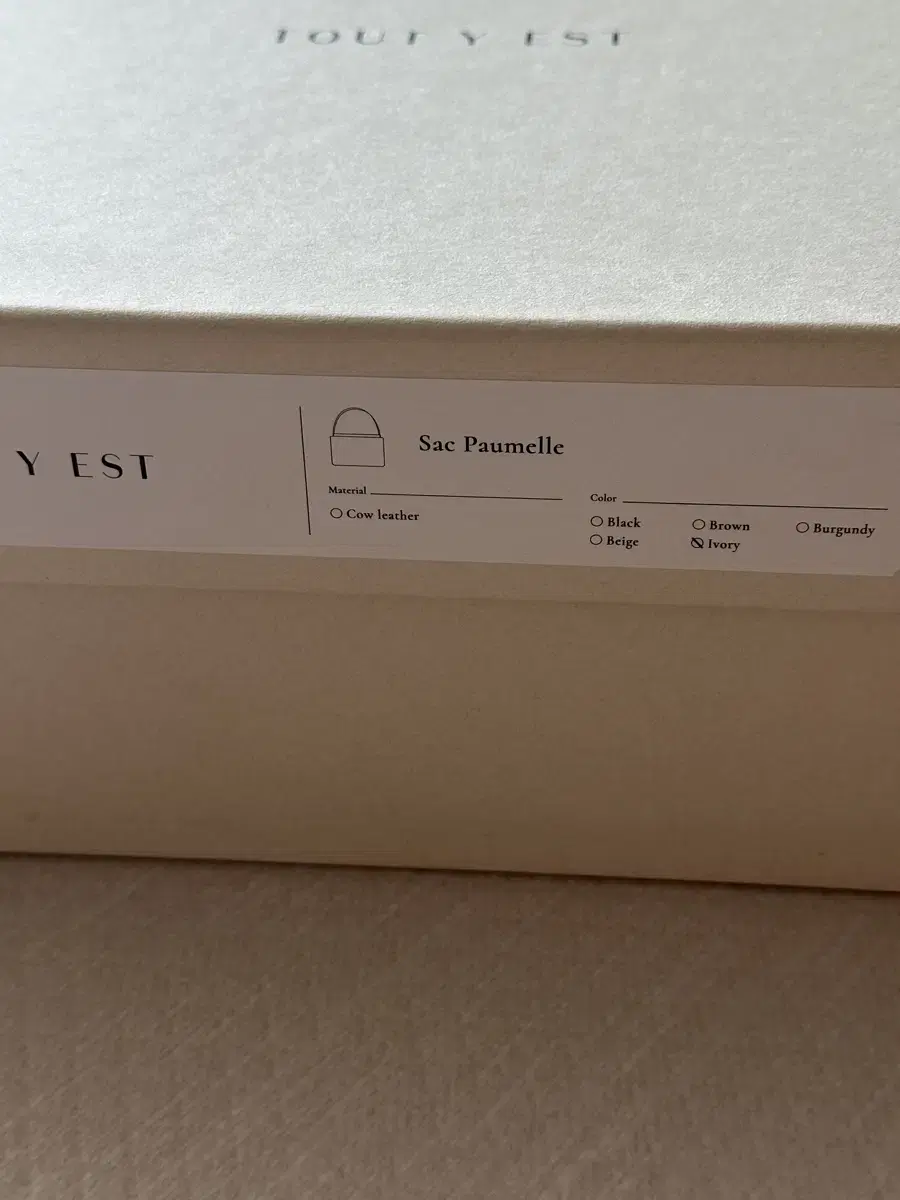 TOUT Y EST
Y EST
Sac Paumelle
Material
Cow leather
Color
Black Brown Burgundy
Beige Ivory